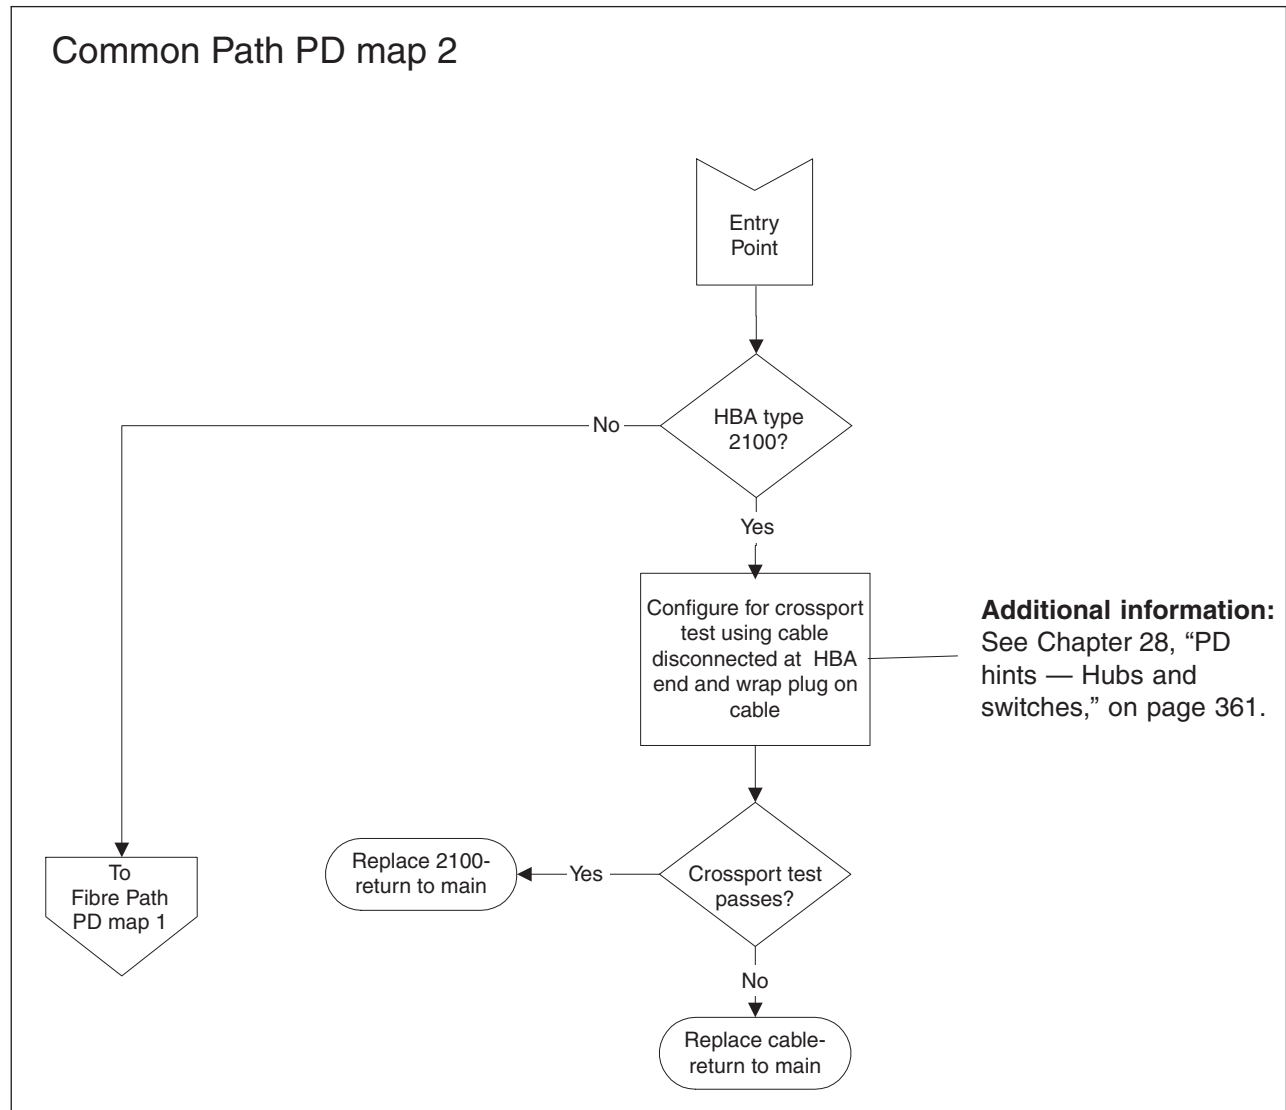 Common Path PD map 2
Entry
Point
HBA type
2100?
No
Yes
Configure for crossport
test using cable
disconnected at HBA
end and wrap plug on
cable
Additional information:
See Chapter 28, “PD
hints — Hubs and
switches,” on page 361.
To
Fibre Path
PD map 1
Replace 2100-
return to main
Yes
Crossport test
passes?
No
Replace cable-
return to main